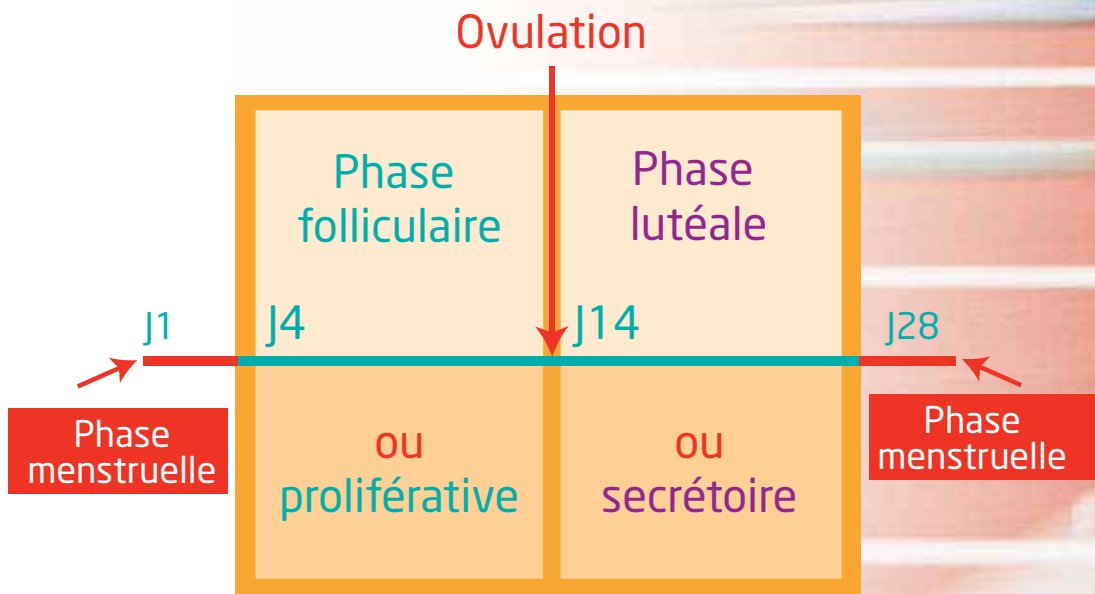 Ovulation
Phase
folliculaire
Phase
lutéale
J1
J4
J14
J28
Phase
menstruelle
ou
proliférative
ou
secrétoire
Phase
menstruelle